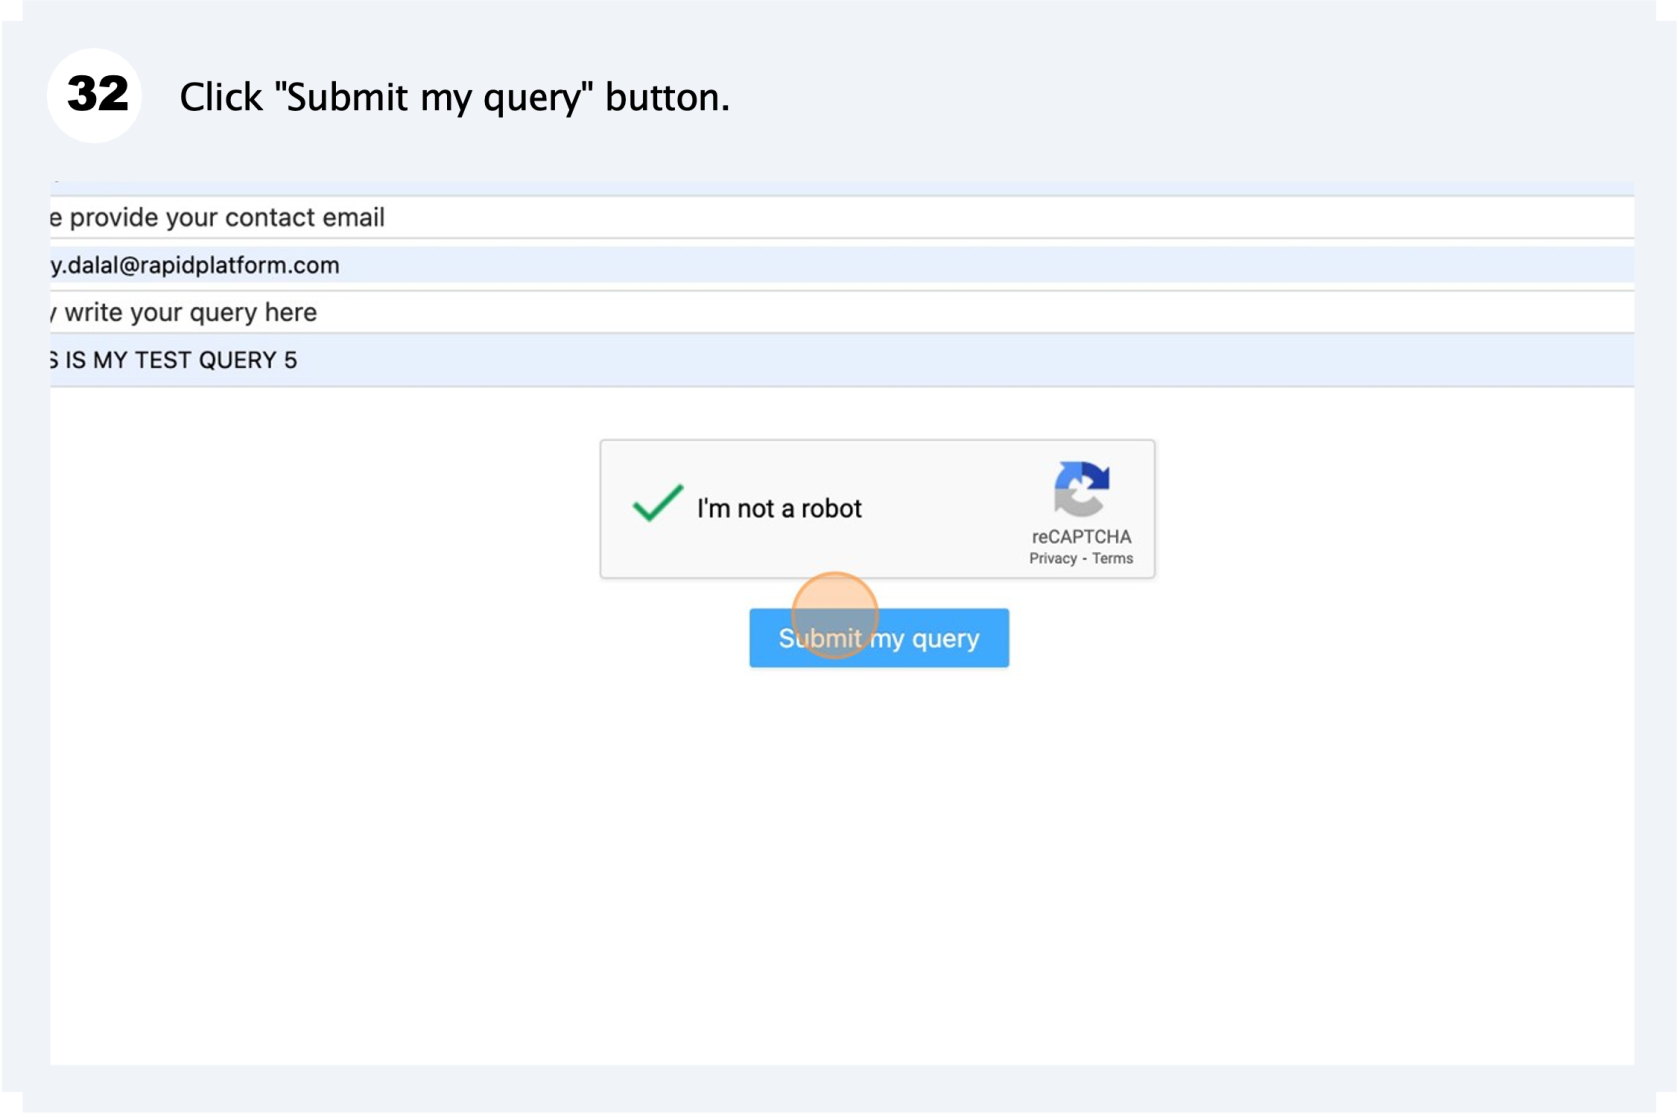 32 Click "Submit my query" button.
e provide your contact email
y.dalal@rapidplatform.com
write your query here
IS MY TEST QUERY 5
I'm not a robot
reCAPTCHA
Privacy - Terms
Submit my query